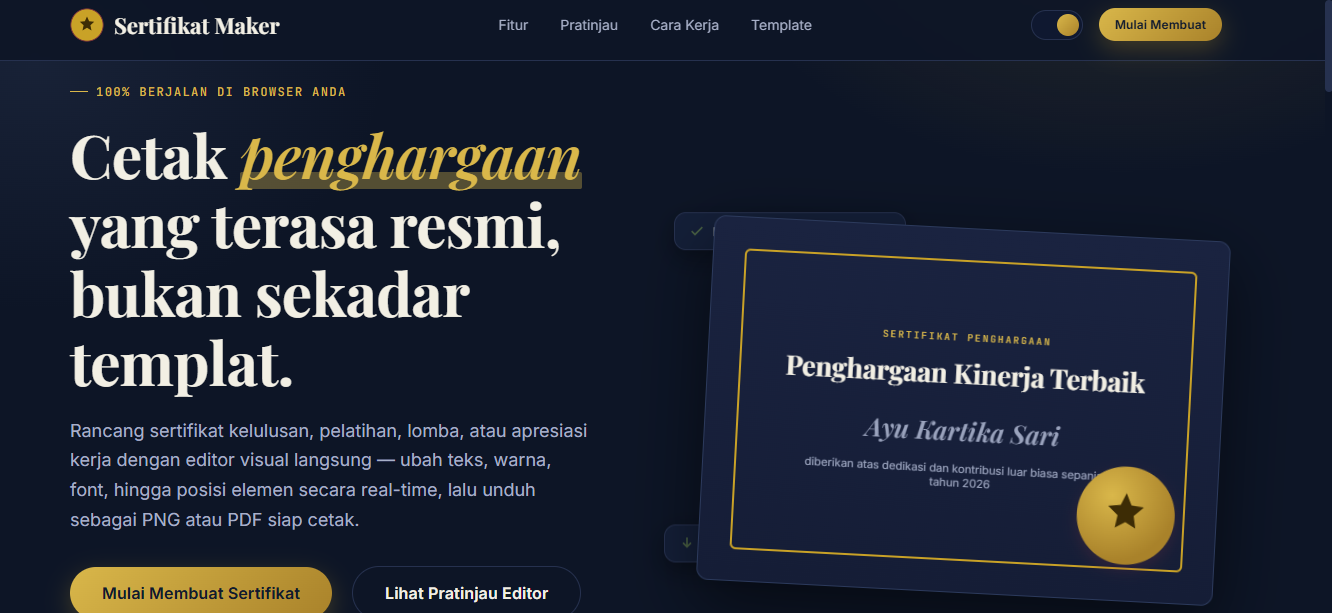 Sertifikat Maker
Fitur
Pratinjau
Cara Kerja
Template
Mulai Membuat
100% BERJALAN DI BROWSER ANDA
Cetak penghargaan
yang terasa resmi,
bukan sekadar
templat.
Rancang sertifikat kelulusan, pelatihan, lomba, atau apresiasi
kerja dengan editor visual langsung — ubah teks, warna,
font, hingga posisi elemen secara real-time, lalu unduh
sebagai PNG atau PDF siap cetak.
Mulai Membuat Sertifikat
Lihat Pratinjau Editor
SERTIFIKAT PENGHARGAAN
Penghargaan Kinerja Terbaik
Ayu Kartika Sari
diberikan atas dedikasi dan kontribusi luar biasa
tahun 2026